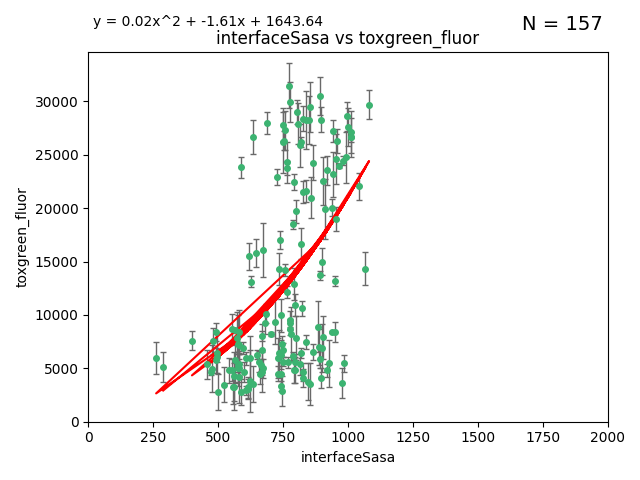 y = 0.02x^2 + -1.61x + 1643.64
N = 157
interfaceSasa vs toxgreen_fluor
toxgreen_fluor
30000
25000
20000
15000
10000
5000
0
0 250 500 750 1000 1250 1500 1750 2000
interfaceSasa